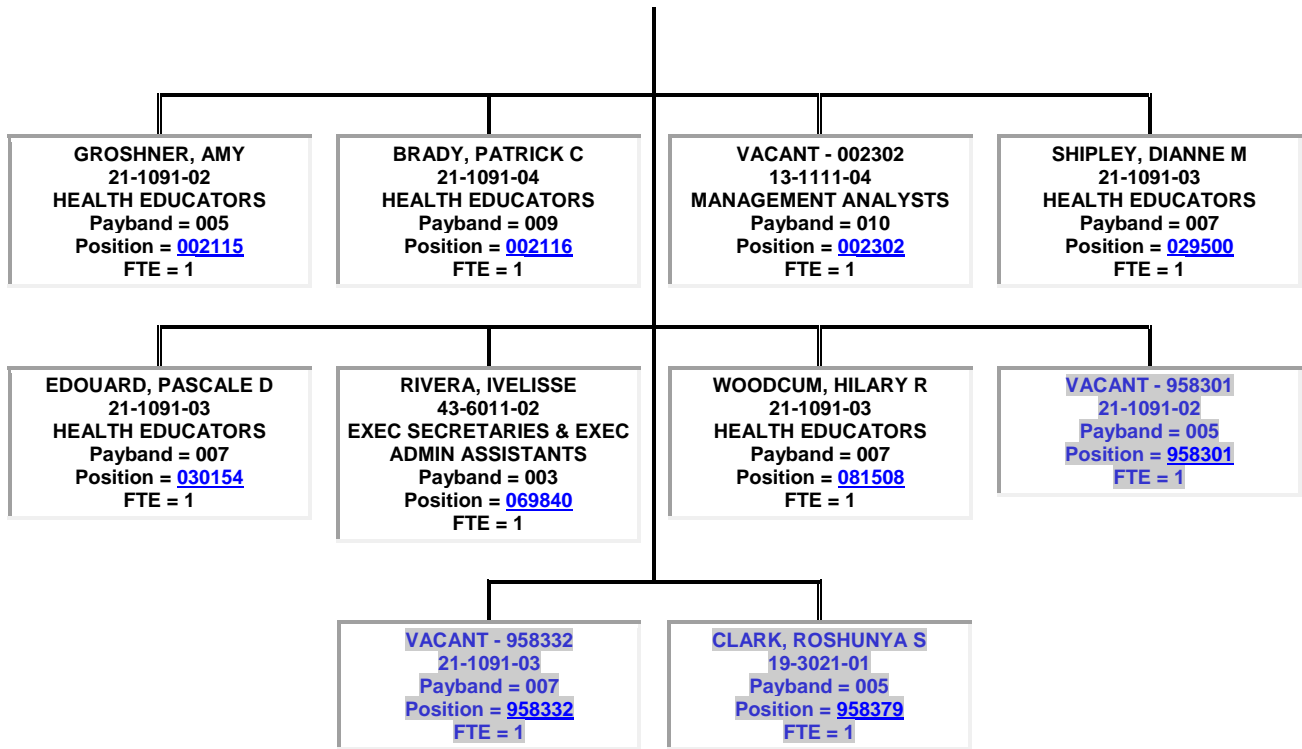 GROSHNER, AMY
21-1091-02
HEALTH EDUCATORS
Payband = 005
Position = 002115
FTE = 1
BRADY, PATRICK C
21-1091-04
HEALTH EDUCATORS
Payband = 009
Position = 002116
FTE = 1
VACANT - 002302
13-1111-04
MANAGEMENT ANALYSTS
Payband = 010
Position = 002302
FTE = 1
SHIPLEY, DIANNE M
21-1091-03
HEALTH EDUCATORS
Payband = 007
Position = 029500
FTE = 1
EDOUARD, PASCALE D
21-1091-03
HEALTH EDUCATORS
Payband = 007
Position = 030154
FTE = 1
RIVERA, IVELISSE
43-6011-02
EXEC SECRETARIES & EXEC
ADMIN ASSISTANTS
Payband = 003
Position = 069840
FTE = 1
WOODCUM, HILARY R
21-1091-03
HEALTH EDUCATORS
Payband = 007
Position = 081508
FTE = 1
VACANT - 958301
21-1091-02
Payband = 005
Position = 958301
FTE = 1
VACANT - 958332
21-1091-03
Payband = 007
Position = 958332
FTE = 1
CLARK, ROSHUNYA S
19-3021-01
Payband = 005
Position = 958379
FTE = 1